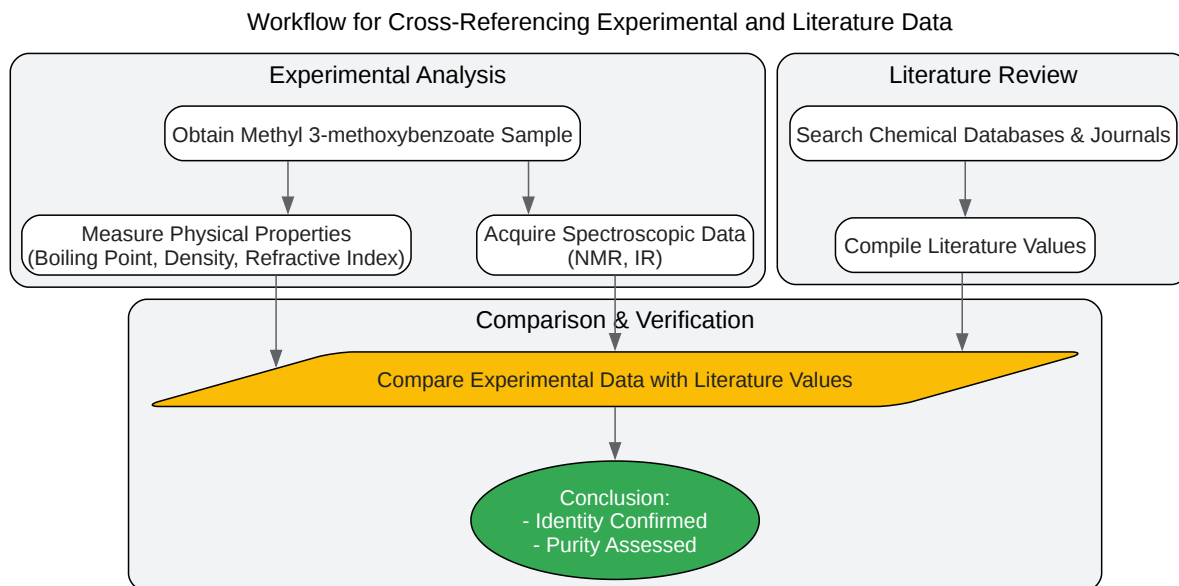 Workflow for Cross-Referencing Experimental and Literature Data
Experimental Analysis
Obtain Methyl 3-methoxybenzoate Sample
Measure Physical Properties
(Boiling Point, Density, Refractive Index)
Acquire Spectroscopic Data
(NMR, IR)
Literature Review
Search Chemical Databases & Journals
Compile Literature Values
Comparison & Verification
Compare Experimental Data with Literature Values
Conclusion:
- Identity Confirmed
- Purity Assessed